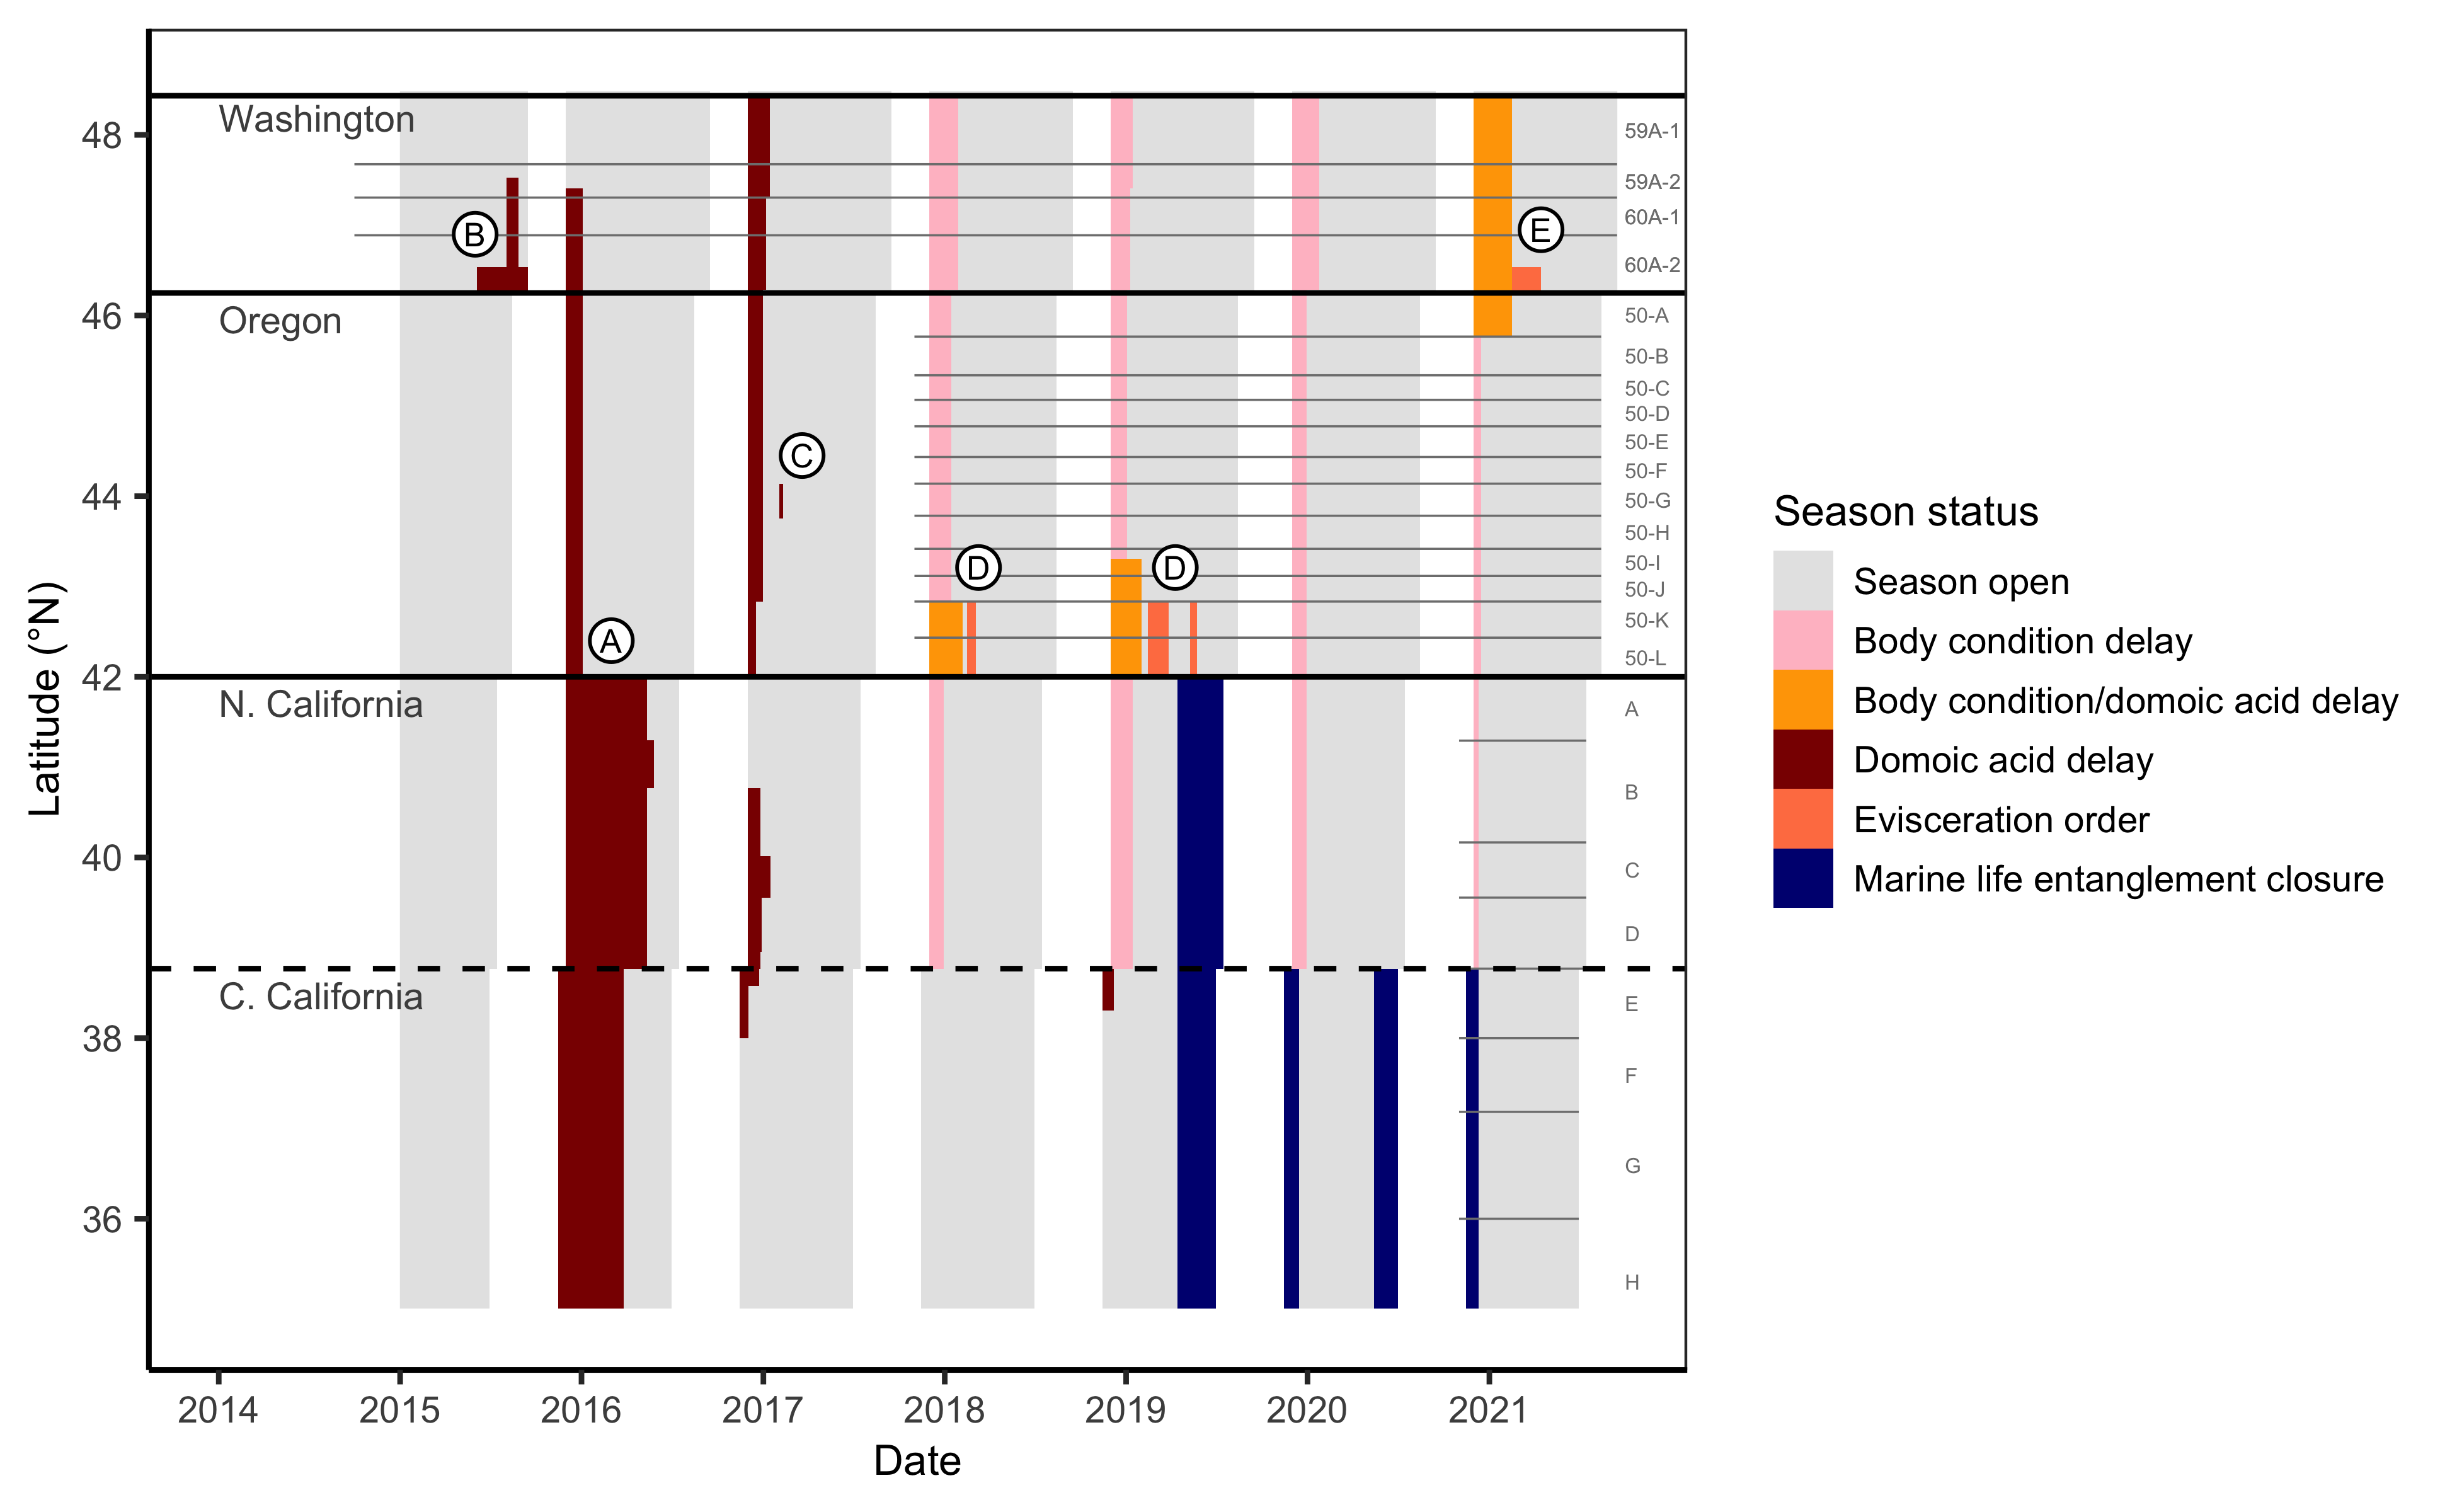 Washington
59A-1
48
59A-2
60A-1
B
E
60A-2
46
Oregon
50-A
50-B
50-C
50-D
50-E
C
50-F
44
50-G
50-H
D
D
50-I
50-J
50-K
A
50-L
42
N. California
A
B
40
C
D
C. California
E
38
F
G
36
H
Latitude (°N)
2014
2015
2016
2017
2018
2019
2020
2021
Date
Season status
Season open
Body condition delay
Body condition/domoic acid delay
Domoic acid delay
Evisceration order
Marine life entanglement closure